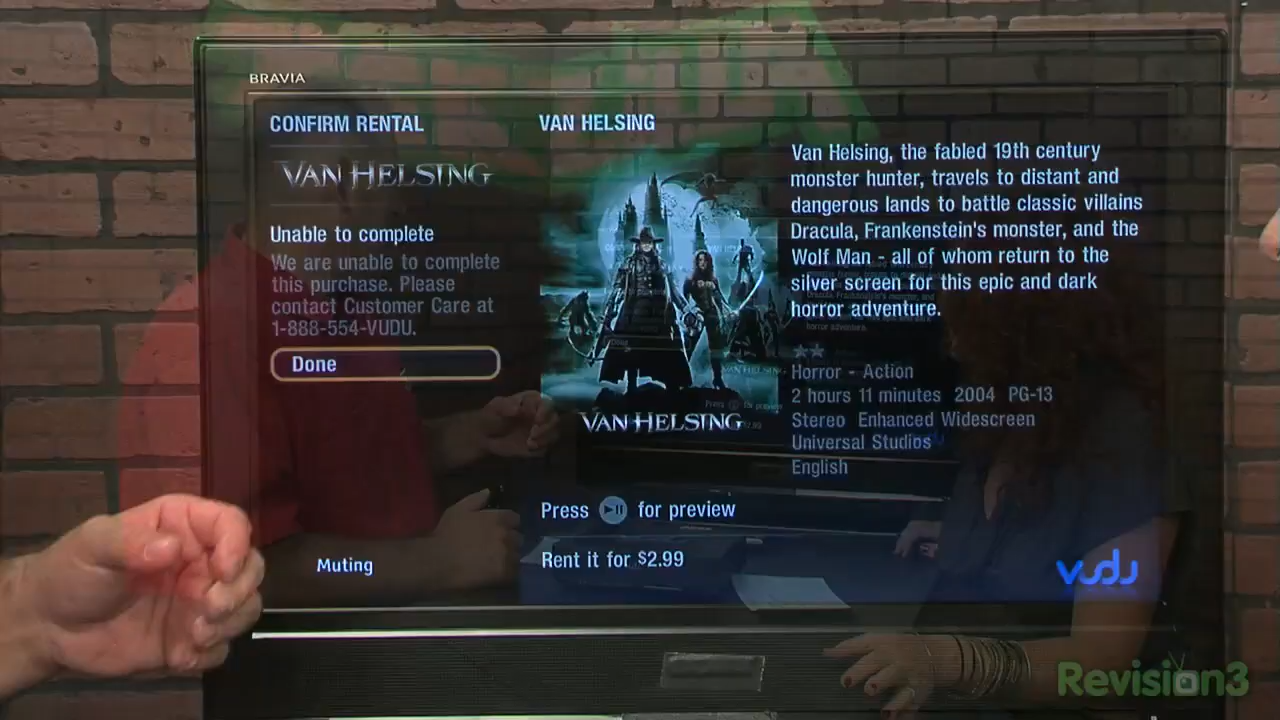 BRAVIA
CONFIRM RENTAL
VAN HELSING
Unable to complete
We are unable to complete
this purchase. Please
contact Customer Care at
1-888-554-VUDU.
Done
Muting
VAN HELSING
VAN HELSING
Press for preview
Rent it for $2.99
Van Helsing, the fabled 19th century
monster hunter, travels to distant and
dangerous lands to battle classic villains
Dracula, Frankenstein's monster, and the
Wolf Man - all of whom return to the
silver screen for this epic and dark
horror adventure.
Horror - Action
2 hours 11 minutes 2004 PG-13
Stereo Enhanced Widescreen
Universal Studios
English
vudu
Revision3